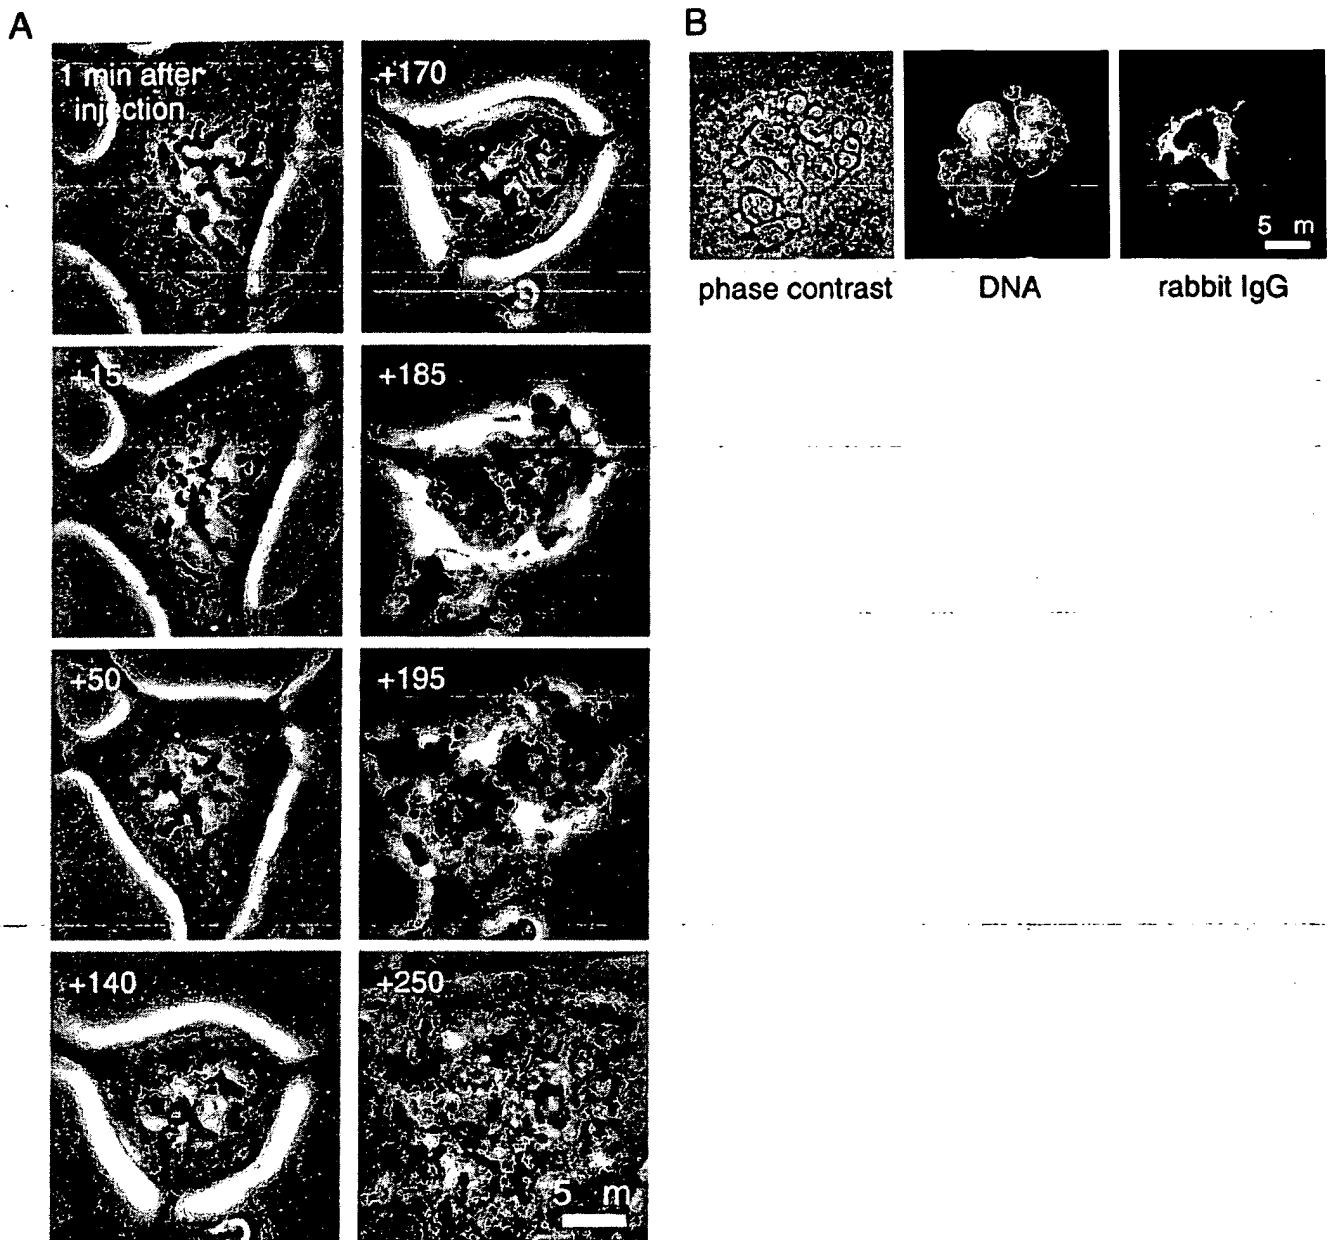 A
1 min after
injection
+170
+15
+185
+50
+195
+140
+250
5 m
B
5 m
phase contrast
DNA
rabbit IgG